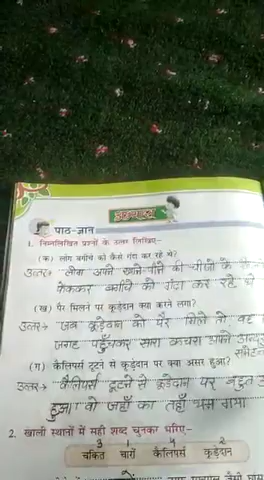 अभ्यास
पाठ-ज्ञान
1. निम्नलिखित प्रश्नों के उत्तर लिखिए-
(क) लोग बगीचे को कैसे गंदा कर रहे थे?
उत्तर→ लोग अपने खाने-पीने की चीजों के
फेंककर बगीचे को गंदा कर रहे थे
(ख) पैर मिलने पर कूड़ेदान क्या करने लगा?
उत्तर→ जब कूड़ेदान को पैर मिले तो वह
जगह पहुँचकर सारा कचरा अपने अन्दर
(ग) कैलिपर्स टूटने से कूड़ेदान पर क्या असर हुआ?
उत्तर→ कैलिपर्स टूटने से कूड़ेदान पर बहुत
हुआ वो जहाँ का तहाँ थम गया
2. खाली स्थानों में सही शब्द चुनकर भरिए-
3 1 4 2
चकित चारों कैलिपर्स कूड़ेदान